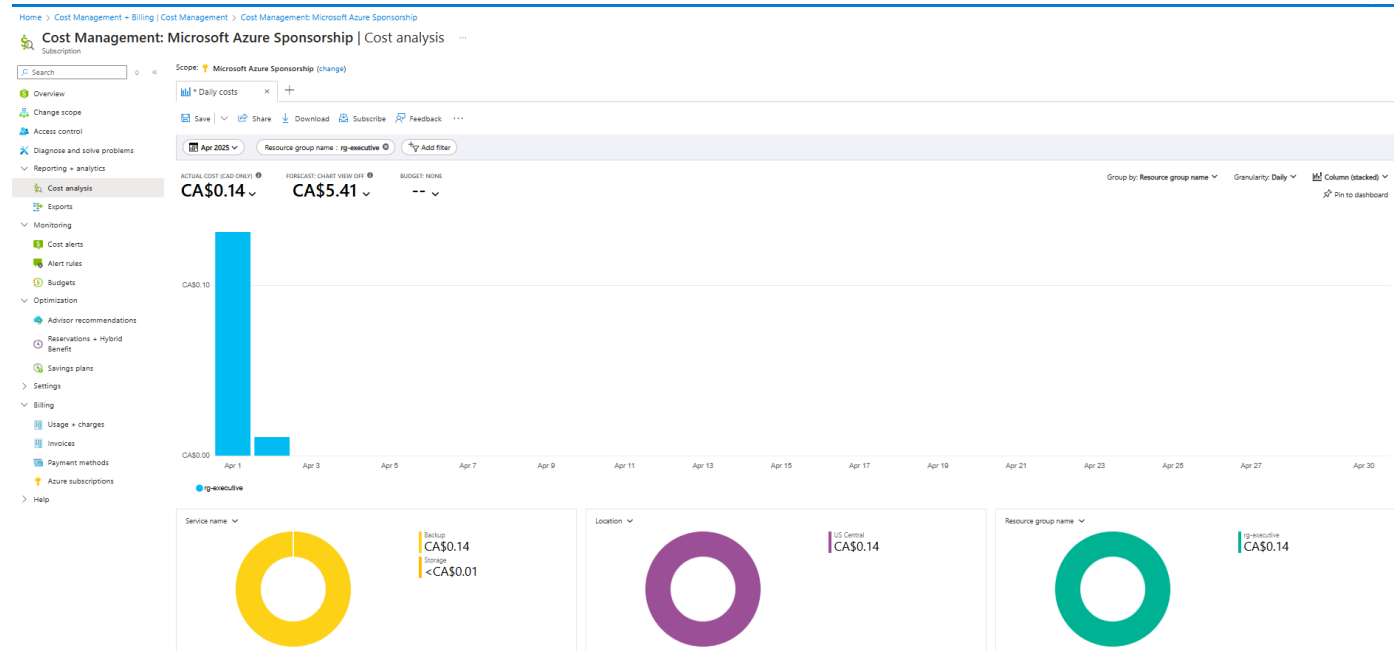 Home > Cost Management + Billing | Cost Management > Cost Management: Microsoft Azure Sponsorship
Cost Management: Microsoft Azure Sponsorship | Cost analysis ...
Subscription
Search
Overview
Change scope
Access control
Diagnose and solve problems
Reporting + analytics
Cost analysis
Exports
Monitoring
Cost alerts
Alert rules
Budgets
Optimization
Advisor recommendations
Reservations + Hybrid
Benefit
Savings plans
Settings
Billing
Usage + charges
Invoices
Payment methods
Azure subscriptions
Help
Scope: Microsoft Azure Sponsorship (change)
* Daily costs
Save Share Download Subscribe Feedback ...
Apr 2025 Resource group name : rg-executive Add filter
ACTUAL COST (CAD ONLY) FORECAST: CHART VIEW OFF BUDGET: NONE
CA$0.14 CA$5.41 --
Group by: Resource group name Granularity: Daily Column (stacked)
Pin to dashboard
CA$0.10
CA$0.00
Apr 1 Apr 3 Apr 5 Apr 7 Apr 9 Apr 11 Apr 13 Apr 15 Apr 17 Apr 19 Apr 21 Apr 23 Apr 25 Apr 27 Apr 30
rg-executive
Service name
Backup
CA$0.14
Storage
<CA$0.01
Location
US Central
CA$0.14
Resource group name
rg-executive
CA$0.14